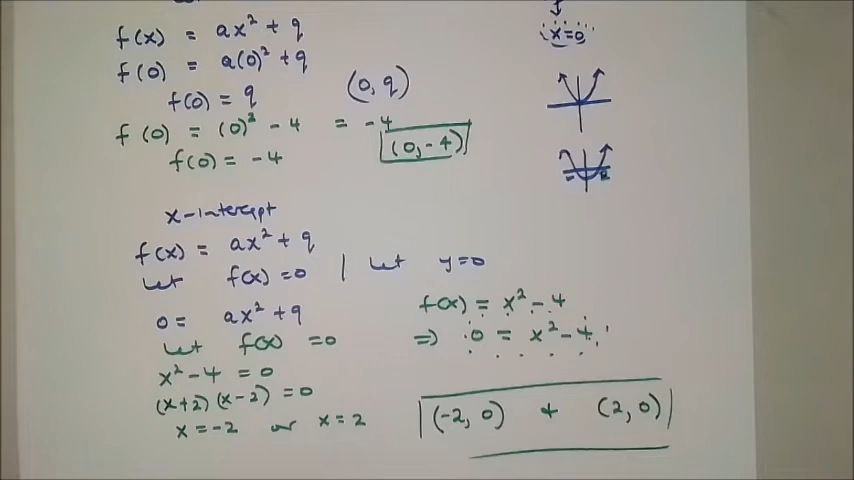 f(x) = ax² + q
x=0
f(0) = a(0)² + q
f(0) = q
(0, q)
f(0) = (0)² - 4 = -4
(0, -4)
f(0) = -4
x-intercept
f(x) = ax² + q
Let f(x) = 0 | Let y=0
0 = ax² + q
f(x) = x² - 4
Let f(x) = 0
⇒ 0 = x² - 4
x² - 4 = 0
(x+2)(x-2) = 0
x = -2 or x = 2
(-2, 0) + (2, 0)